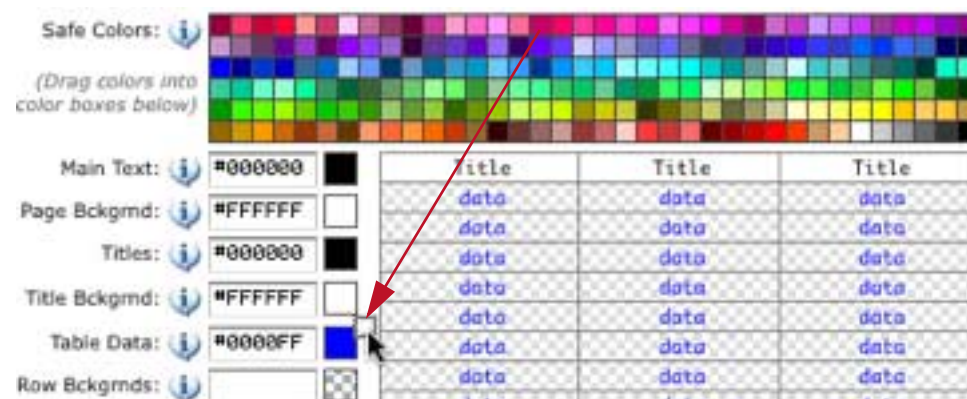 Safe Colors:
(Drag colors into
color boxes below)
Main Text: #000000 Title Title Title
Page Bckgrnd: #FFFFFF data data data
data data data
Titles: #000000 data data data
Title Bckgrnd: #FFFFFF data data data
data data data
Table Data: #0000FF data data data
Row Bckgrnds: data data data